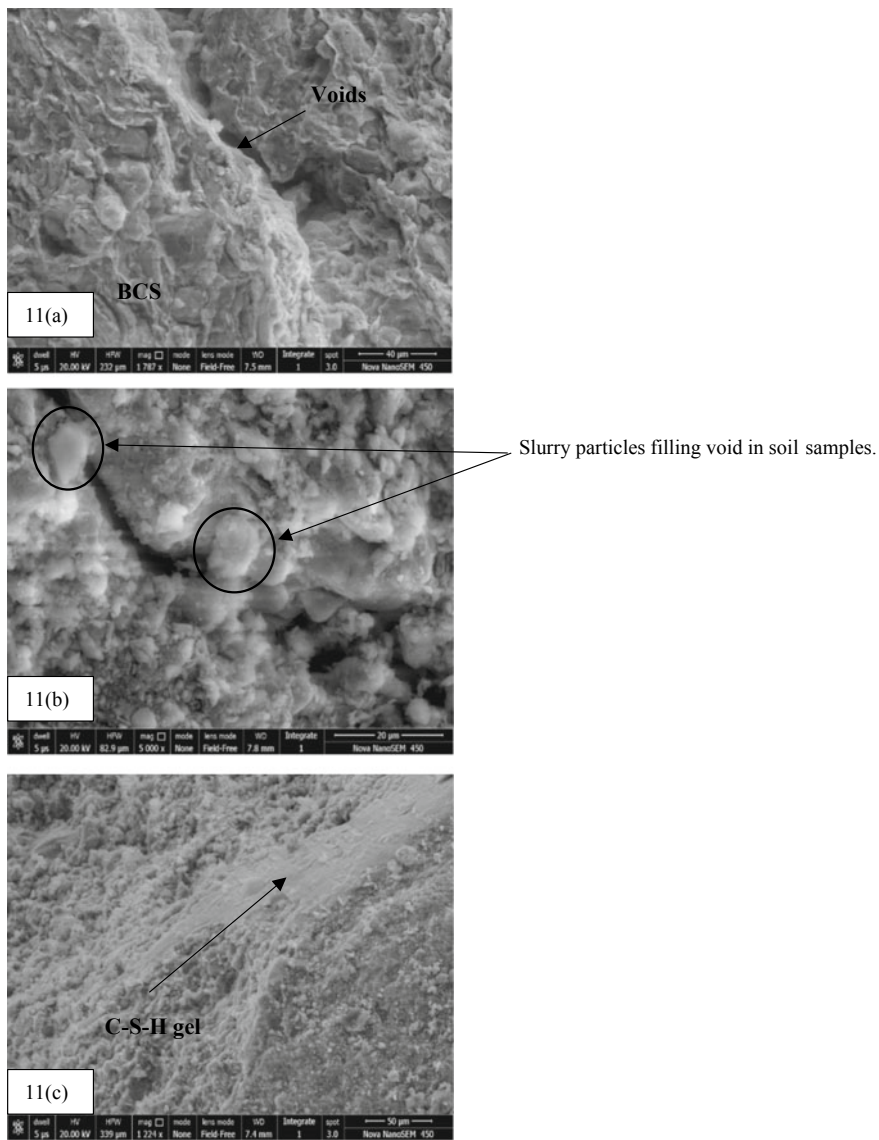 Voids
BCS
11(a)
dwell HV HFW mag □ mode lens mode WD Integrate spot 40 µm
5 µs 20.00 kV 232 µm 1 787 x None Field-Free 7.5 mm 1 3.0 Nova NanoSEM 450
Slurry particles filling void in soil samples.
11(b)
dwell HV HFW mag □ mode lens mode WD Integrate 20 µm
5 µs 20.00 kV 82.9 µm 5 000 x None Field-Free 7.8 mm 1 Nova NanoSEM 450
C-S-H gel
11(c)
dwell HV HFW mag □ mode lens mode WD Integrate spot 50 µm
5 µs 20.00 kV 339 µm 1 224 x None Field-Free 7.4 mm 1 3.0 Nova NanoSEM 450